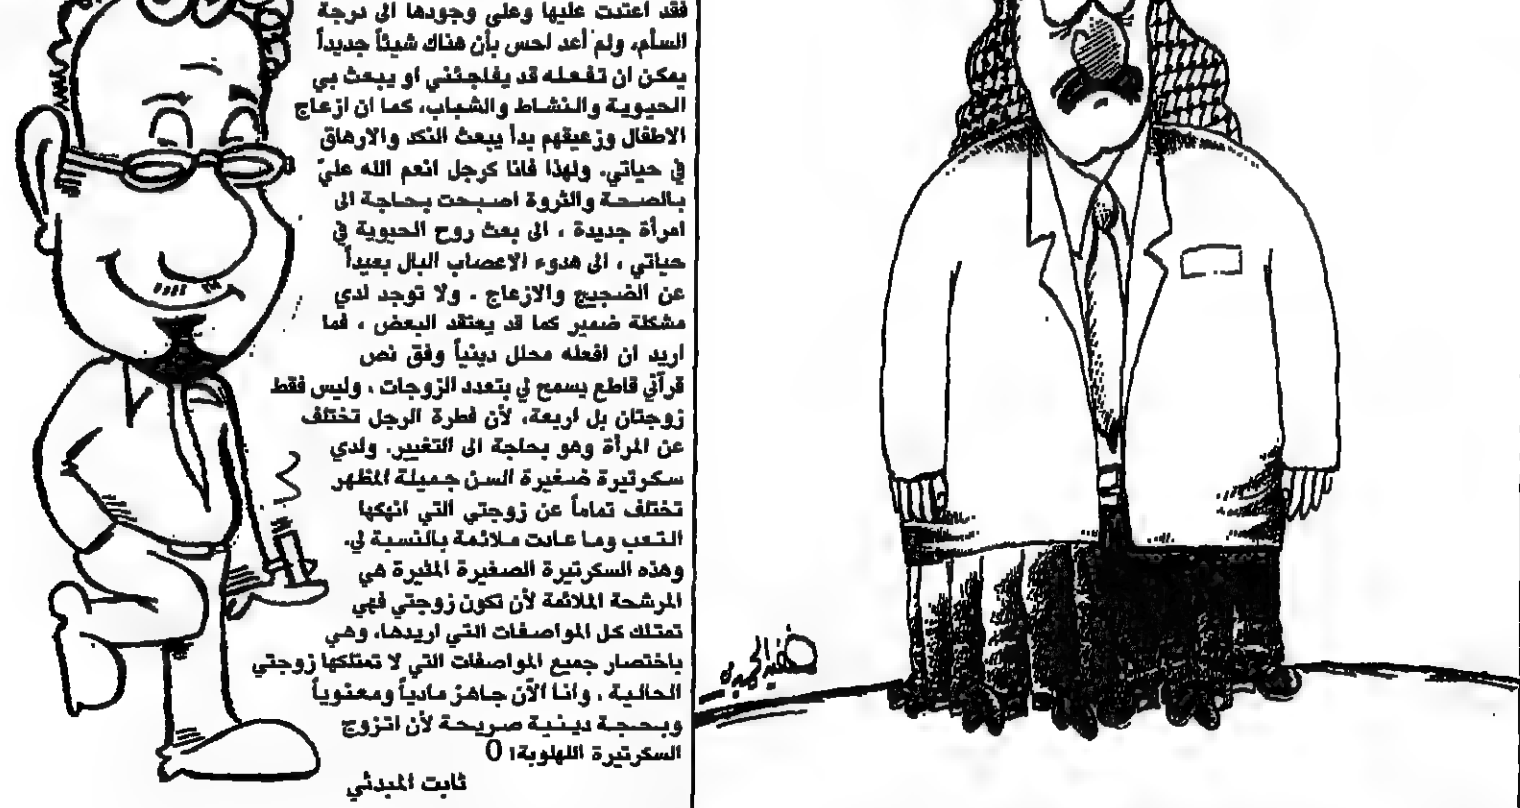 فقد اعتدت عليها وعلى وجودها الى درجة
السأم، ولم أعد احس بأن هناك شيئاً جديداً
يمكن ان تفعله قد يفاجئني او يبعث بي
الحيوية والنشاط والشباب، كما ان ازعاج
الاطفال وزعيقهم بدأ يبعث النكد والارهاق
في حياتي. ولهذا فانا كرجل انعم الله عليّ
بالصحة والثروة اصبحت بحاجة الى
امرأة جديدة ، الى بعث روح الحيوية في
حياتي ، الى هدوء الاعصاب البال بعيداً
عن الضجيج والازعاج . ولا توجد لدي
مشكلة ضمير كما قد يعتقد البعض ، فما
اريد ان افعله محلل دينياً وفق نص
قرآني قاطع يسمح لي بتعدد الزوجات ، وليس فقط
زوجتان بل اربعة، لأن فطرة الرجل تختلف
عن المرأة وهو بحاجة الى التغيير. ولدي
سكرتيرة صغيرة السن جميلة المظهر
تختلف تماماً عن زوجتي التي انهكها
التعب وما عادت ملائمة بالنسبة لي.
وهذه السكرتيرة الصغيرة المثيرة هي
المرشحة الملائمة لأن تكون زوجتي فهي
تمتلك كل المواصفات التي اريدها، وهي
باختصار جميع المواصفات التي لا تمتلكها زوجتي
الحالية ، وانا الآن جاهز مادياً ومعنوياً
وبحجة دينية صريحة لأن اتزوج
السكرتيرة اللهلوبة! O
ثابت المبدئي